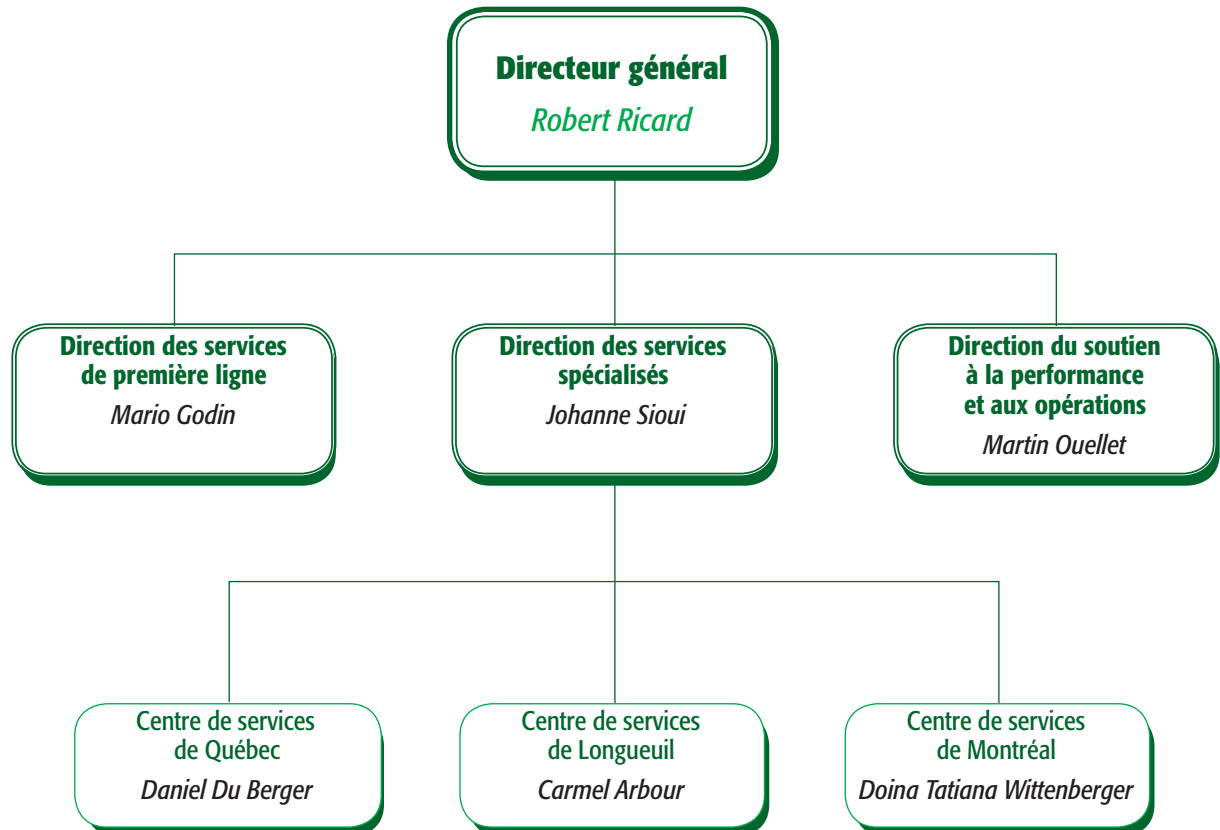 Directeur général
Robert Ricard
Direction des services
de première ligne
Mario Godin
Direction des services
spécialisés
Johanne Sioui
Direction du soutien
à la performance
et aux opérations
Martin Ouellet
Centre de services
de Québec
Daniel Du Berger
Centre de services
de Longueuil
Carmel Arbour
Centre de services
de Montréal
Doina Tatiana Wittenberger